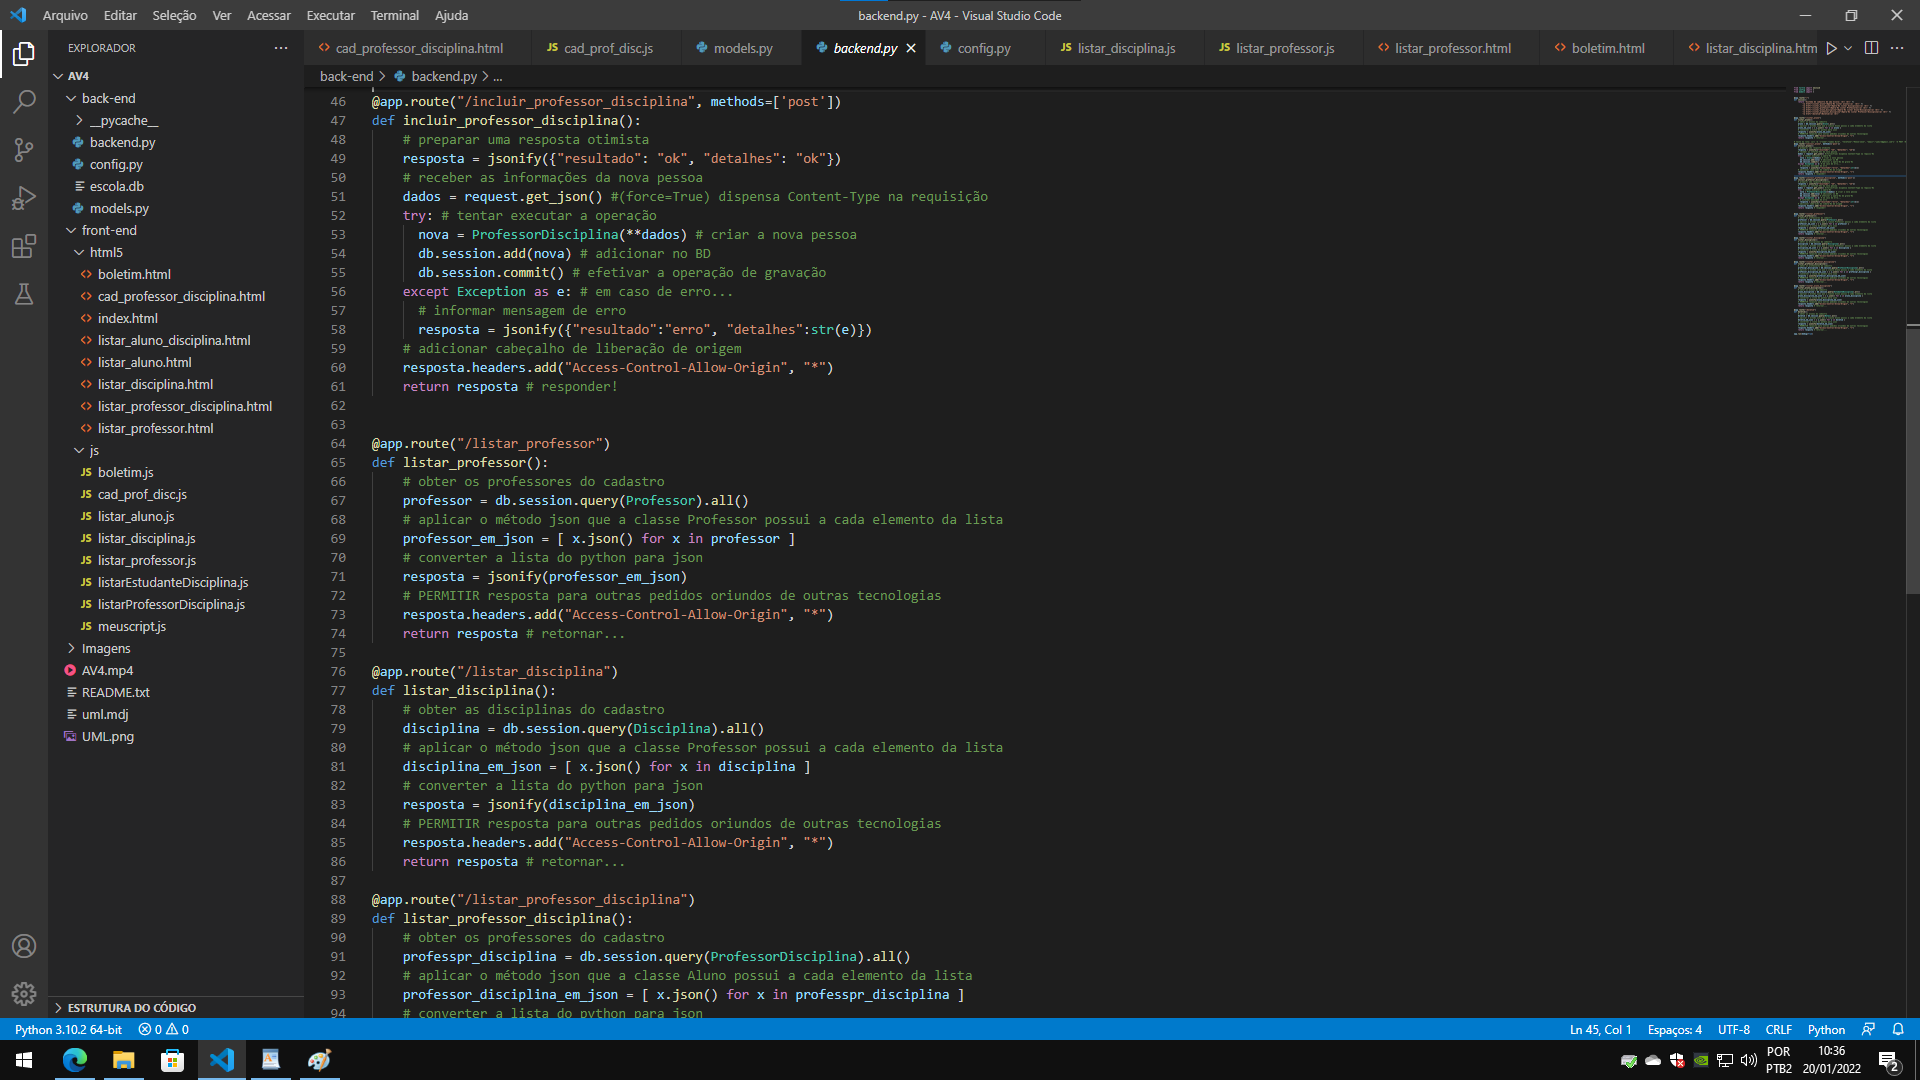 Arquivo Editar Seleção Ver Acessar Executar Terminal Ajuda
backend.py - AV4 - Visual Studio Code
EXPLORADOR
cad_professor_disciplina.html
JS cad_prof_disc.js
models.py
backend.py
config.py
JS listar_disciplina.js
JS listar_professor.js
listar_professor.html
boletim.html
listar_disciplina.htm
back-end > backend.py > ...
AV4
back-end
__pycache__
backend.py
config.py
escola.db
models.py
front-end
html5
boletim.html
cad_professor_disciplina.html
index.html
listar_aluno_disciplina.html
listar_aluno.html
listar_disciplina.html
listar_professor_disciplina.html
listar_professor.html
js
JS boletim.js
JS cad_prof_disc.js
JS listar_aluno.js
JS listar_disciplina.js
JS listar_professor.js
JS listarEstudanteDisciplina.js
JS listarProfessorDisciplina.js
JS meuscript.js
Imagens
AV4.mp4
README.txt
uml.mdj
UML.png
ESTRUTURA DO CÓDIGO
46 @app.route("/incluir_professor_disciplina", methods=['post'])
47 def incluir_professor_disciplina():
48 # preparar uma resposta otimista
49 resposta = jsonify({"resultado": "ok", "detalhes": "ok"})
50 # receber as informações da nova pessoa
51 dados = request.get_json() #(force=True) dispensa Content-Type na requisição
52 try: # tentar executar a operação
53 nova = ProfessorDisciplina(**dados) # criar a nova pessoa
54 db.session.add(nova) # adicionar no BD
55 db.session.commit() # efetivar a operação de gravação
56 except Exception as e: # em caso de erro...
57 # informar mensagem de erro
58 resposta = jsonify({"resultado":"erro", "detalhes":str(e)})
59 # adicionar cabeçalho de liberação de origem
60 resposta.headers.add("Access-Control-Allow-Origin", "*")
61 return resposta # responder!
62
63
64 @app.route("/listar_professor")
65 def listar_professor():
66 # obter os professores do cadastro
67 professor = db.session.query(Professor).all()
68 # aplicar o método json que a classe Professor possui a cada elemento da lista
69 professor_em_json = [ x.json() for x in professor ]
70 # converter a lista do python para json
71 resposta = jsonify(professor_em_json)
72 # PERMITIR resposta para outras pedidos oriundos de outras tecnologias
73 resposta.headers.add("Access-Control-Allow-Origin", "*")
74 return resposta # retornar...
75
76 @app.route("/listar_disciplina")
77 def listar_disciplina():
78 # obter as disciplinas do cadastro
79 disciplina = db.session.query(Disciplina).all()
80 # aplicar o método json que a classe Professor possui a cada elemento da lista
81 disciplina_em_json = [ x.json() for x in disciplina ]
82 # converter a lista do python para json
83 resposta = jsonify(disciplina_em_json)
84 # PERMITIR resposta para outras pedidos oriundos de outras tecnologias
85 resposta.headers.add("Access-Control-Allow-Origin", "*")
86 return resposta # retornar...
87
88 @app.route("/listar_professor_disciplina")
89 def listar_professor_disciplina():
90 # obter os professores do cadastro
91 professpr_disciplina = db.session.query(ProfessorDisciplina).all()
92 # aplicar o método json que a classe Aluno possui a cada elemento da lista
93 professor_disciplina_em_json = [ x.json() for x in professpr_disciplina ]
94 # converter a lista do python para json
Python 3.10.2 64-bit 0 0
Ln 45, Col 1 Espaços: 4 UTF-8 CRLF Python
POR
PTB2
10:36
20/01/2022
2